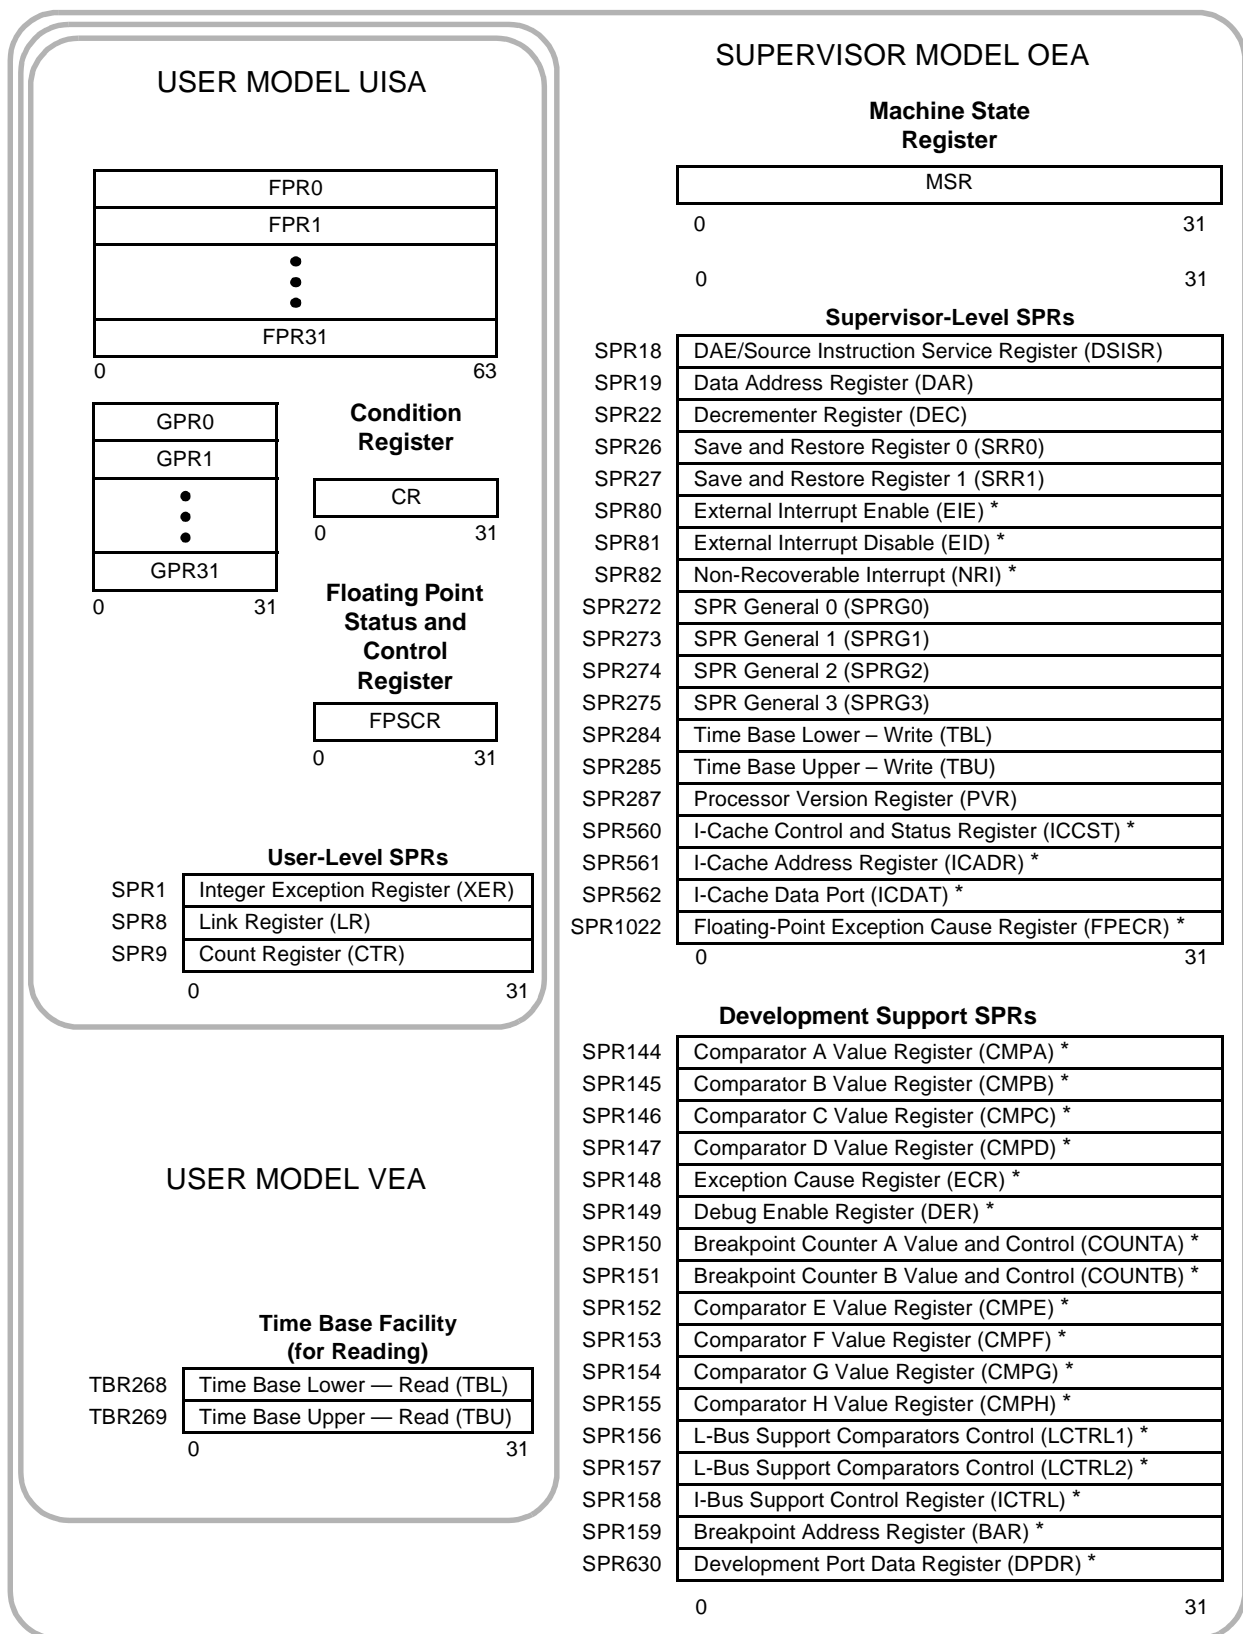 USER MODEL UISA
FPR0
FPR1
FPR31
0 63
GPR0
GPR1
GPR31
0 31
Condition
Register
CR
0 31
Floating Point
Status and
Control
Register
FPSCR
0 31
User-Level SPRs
SPR1 Integer Exception Register (XER)
SPR8 Link Register (LR)
SPR9 Count Register (CTR)
0 31
USER MODEL VEA
Time Base Facility
(for Reading)
TBR268 Time Base Lower — Read (TBL)
TBR269 Time Base Upper — Read (TBU)
0 31
SUPERVISOR MODEL OEA
Machine State
Register
MSR
0 31
0 31
Supervisor-Level SPRs
SPR18 DAE/Source Instruction Service Register (DSISR)
SPR19 Data Address Register (DAR)
SPR22 Decrementer Register (DEC)
SPR26 Save and Restore Register 0 (SRR0)
SPR27 Save and Restore Register 1 (SRR1)
SPR80 External Interrupt Enable (EIE) *
SPR81 External Interrupt Disable (EID) *
SPR82 Non-Recoverable Interrupt (NRI) *
SPR272 SPR General 0 (SPRG0)
SPR273 SPR General 1 (SPRG1)
SPR274 SPR General 2 (SPRG2)
SPR275 SPR General 3 (SPRG3)
SPR284 Time Base Lower – Write (TBL)
SPR285 Time Base Upper – Write (TBU)
SPR287 Processor Version Register (PVR)
SPR560 I-Cache Control and Status Register (ICCST) *
SPR561 I-Cache Address Register (ICADR) *
SPR562 I-Cache Data Port (ICDAT) *
SPR1022 Floating-Point Exception Cause Register (FPECR) *
0 31
Development Support SPRs
SPR144 Comparator A Value Register (CMPA) *
SPR145 Comparator B Value Register (CMPB) *
SPR146 Comparator C Value Register (CMPC) *
SPR147 Comparator D Value Register (CMPD) *
SPR148 Exception Cause Register (ECR) *
SPR149 Debug Enable Register (DER) *
SPR150 Breakpoint Counter A Value and Control (COUNTA) *
SPR151 Breakpoint Counter B Value and Control (COUNTB) *
SPR152 Comparator E Value Register (CMPE) *
SPR153 Comparator F Value Register (CMPF) *
SPR154 Comparator G Value Register (CMPG) *
SPR155 Comparator H Value Register (CMPH) *
SPR156 L-Bus Support Comparators Control (LCTRL1) *
SPR157 L-Bus Support Comparators Control (LCTRL2) *
SPR158 I-Bus Support Control Register (ICTRL) *
SPR159 Breakpoint Address Register (BAR) *
SPR630 Development Port Data Register (DPDR) *
0 31